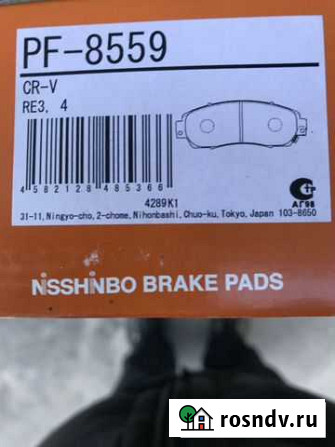 PF-8559
CR-V
RE3, 4
4 582128 485366
4289K1
АГ98
31-11, Ningyo-cho, 2-chome, Nihonbashi, Chuo-ku, Tokyo, Japan 103-8650
NISSHINBO BRAKE PADS
rosndv.ru